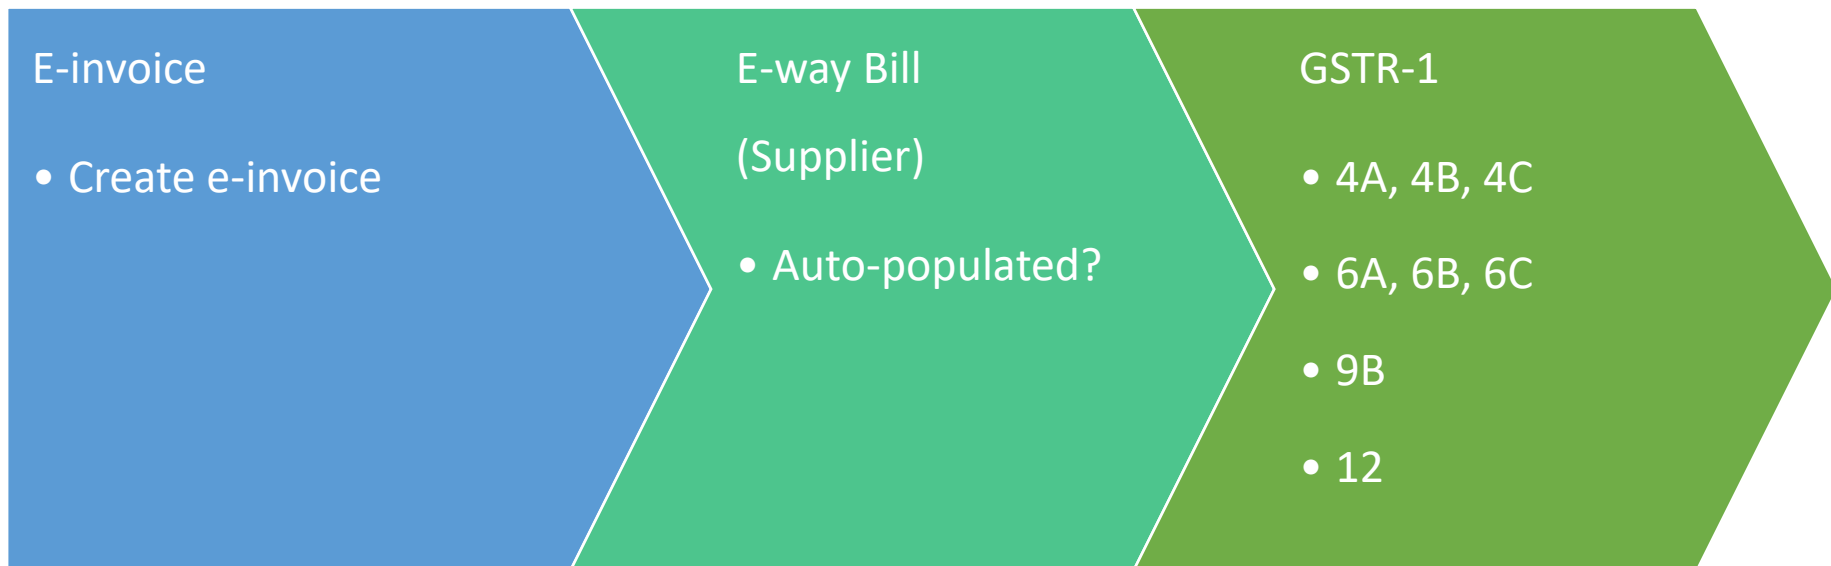 E-invoice
• Create e-invoice
E-way Bill
(Supplier)
• Auto-populated?
GSTR-1
• 4A, 4B, 4C
• 6A, 6B, 6C
• 9B
• 12